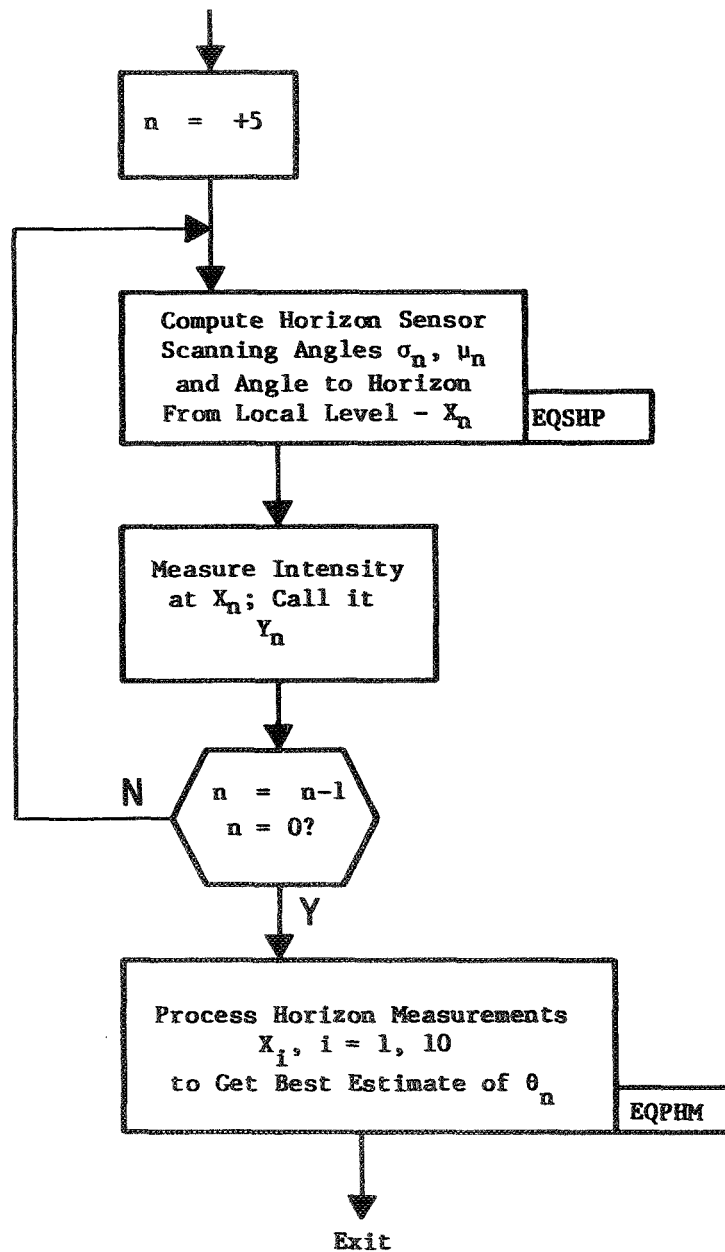 n = +5
Compute Horizon Sensor
Scanning Angles σn, μn
and Angle to Horizon
From Local Level - Xn
EQSHP
Measure Intensity
at Xn; Call it
Yn
N
n = n-1
n = 0?
Y
Process Horizon Measurements
Xi, i = 1, 10
to Get Best Estimate of θn
EQPHM
Exit